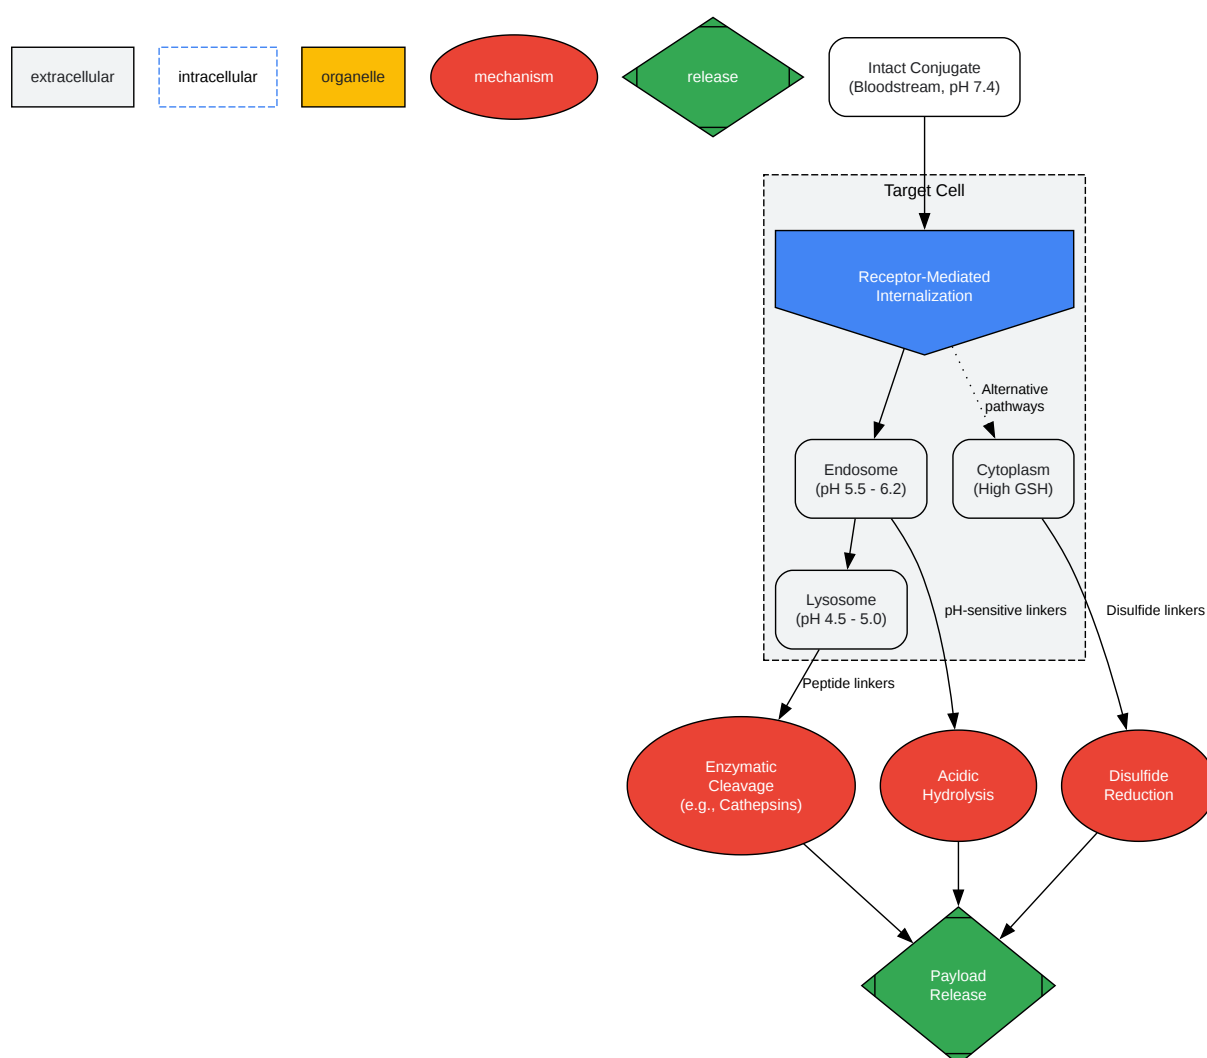 extracellular
intracellular
organelle
mechanism
release
Intact Conjugate
(Bloodstream, pH 7.4)
Target Cell
Receptor-Mediated
Internalization
Alternative
pathways
Endosome
(pH 5.5 - 6.2)
Cytoplasm
(High GSH)
Lysosome
(pH 4.5 - 5.0)
pH-sensitive linkers
Disulfide linkers
Peptide linkers
Enzymatic
Cleavage
(e.g., Cathepsins)
Acidic
Hydrolysis
Disulfide
Reduction
Payload
Release